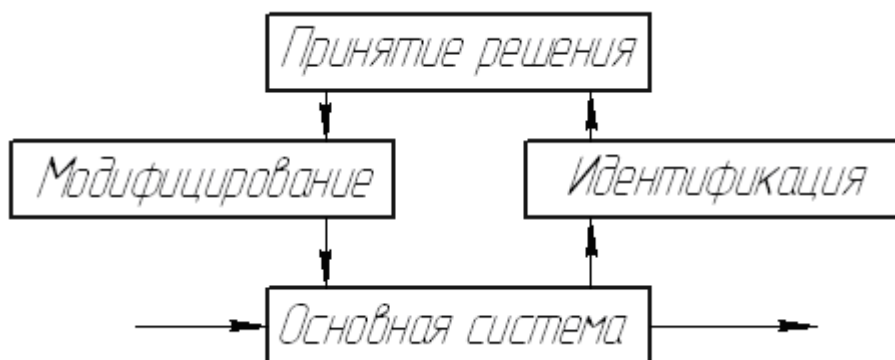 Принятие решения
Модифицирование
Идентификация
Основная система